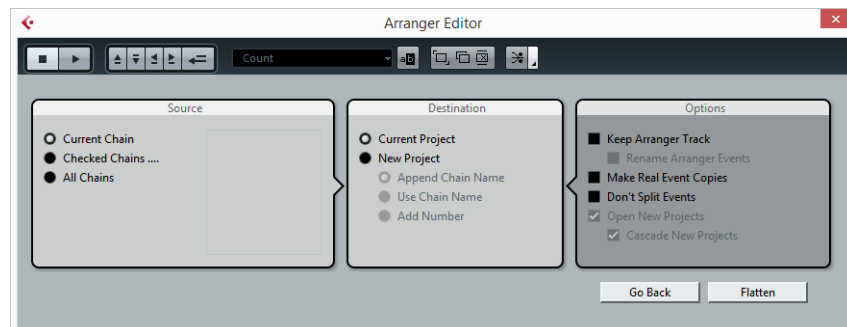 Arranger Editor
Count
ab
Source
Current Chain
Checked Chains ....
All Chains
Destination
Current Project
New Project
Append Chain Name
Use Chain Name
Add Number
Options
Keep Arranger Track
Rename Arranger Events
Make Real Event Copies
Don't Split Events
Open New Projects
Cascade New Projects
Go Back
Flatten